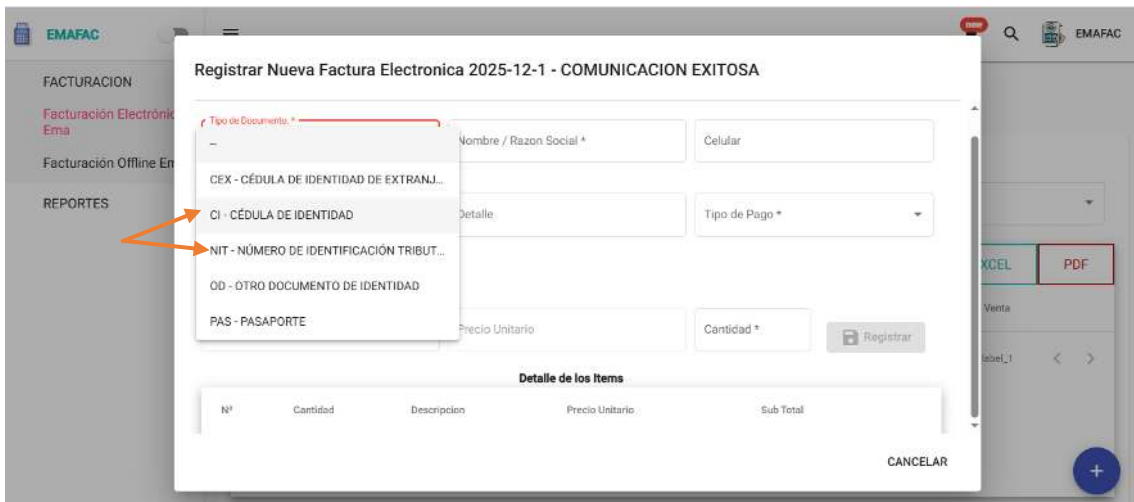 EMAFAC
new
EMAFAC
FACTURACION
Facturación Electrónic
Ema
Facturación Offline Em
REPORTES
Registrar Nueva Factura Electronica 2025-12-1 - COMUNICACION EXITOSA
Tipo de Documento. *
Nombre / Razon Social *
Celular
–
CEX - CÉDULA DE IDENTIDAD DE EXTRANJ...
CI - CÉDULA DE IDENTIDAD
Detalle
Tipo de Pago *
NIT - NÚMERO DE IDENTIFICACIÓN TRIBUT...
OD - OTRO DOCUMENTO DE IDENTIDAD
PAS - PASAPORTE
XCEL
PDF
Venta
Precio Unitario
Cantidad *
Registrar
label_1
Detalle de los Items
Nº
Cantidad
Descripcion
Precio Unitario
Sub Total
CANCELAR